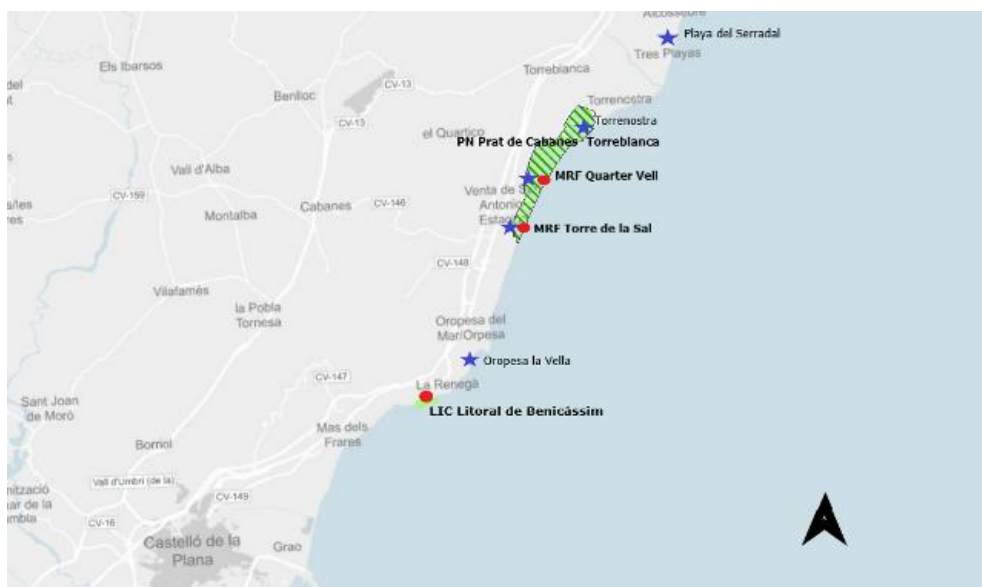 Alcossebre
Playa del Serradal
Tres Playas
Els Ibarsos
CV-13
Torreblanca
Benlloc
Torrenostra
CV-13
el Quartico
Torrenostra
PN Prat de Cabanes Torreblanca
Vall d'Alba
MRF Quarter Vell
Venta de S
CV-159
Cabanes
CV-146
Antonio
Montalba
Estac
MRF Torre de la Sal
CV-148
Vilafamés
la Pobla
Tornesa
Oropesa del
Mar/Orpesa
Oropesa la Vella
CV-147
La Renega
Sant Joan
de Moró
LIC Litoral de Benicàssim
Mas dels
Frares
Borriol
Vall d'Umbrí (de la)
CV-149
CV-16
Castelló de la
Plana
Grao